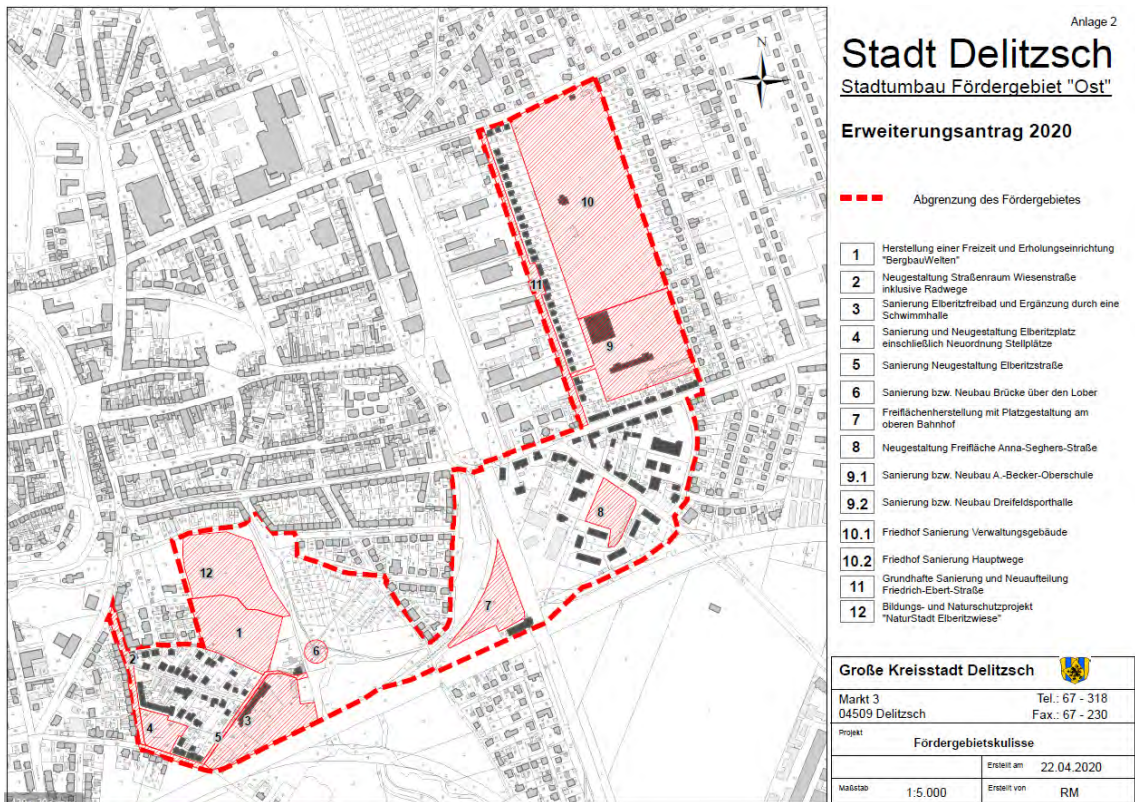 Anlage 2
Stadt Delitzsch
Stadtumbau Fördergebiet "Ost"
Erweiterungsantrag 2020
Abgrenzung des Fördergebietes
1 Herstellung einer Freizeit und Erholungseinrichtung
"BergbauWelten"
2 Neugestaltung Straßenraum Wiesenstraße
inklusive Radwege
3 Sanierung Elberitzfreibad und Ergänzung durch eine
Schwimmhalle
4 Sanierung und Neugestaltung Elberitzplatz
einschließlich Neuordnung Stellplätze
5 Sanierung Neugestaltung Elberitzstraße
6 Sanierung bzw. Neubau Brücke über den Lober
7 Freiflächenherstellung mit Platzgestaltung am
oberen Bahnhof
8 Neugestaltung Freifläche Anna-Seghers-Straße
9.1 Sanierung bzw. Neubau A.-Becker-Oberschule
9.2 Sanierung bzw. Neubau Dreifeldsporthalle
10.1 Friedhof Sanierung Verwaltungsgebäude
10.2 Friedhof Sanierung Hauptwege
11 Grundhafte Sanierung und Neuaufteilung
Friedrich-Ebert-Straße
12 Bildungs- und Naturschutzprojekt
"NaturStadt Elberitzwiese"
Große Kreisstadt Delitzsch
Markt 3 Tel.: 67 - 318
04509 Delitzsch Fax.: 67 - 230
Projekt
Fördergebietskulisse
Erstellt am 22.04.2020
Maßstab 1:5.000 Erstellt von RM
N
10
11
9
8
12
7
1
6
2
3
4
5